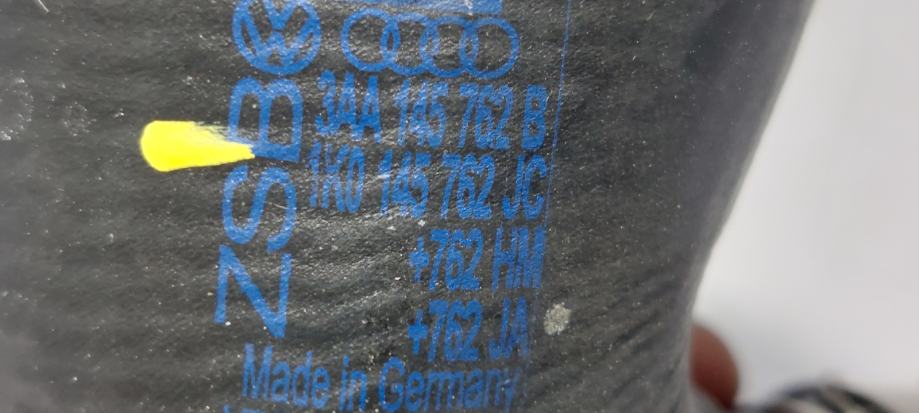 ZSB
3AA 145 762 B
1K0 145 762 JC
+762 HM
+762 JA
Made in Germany